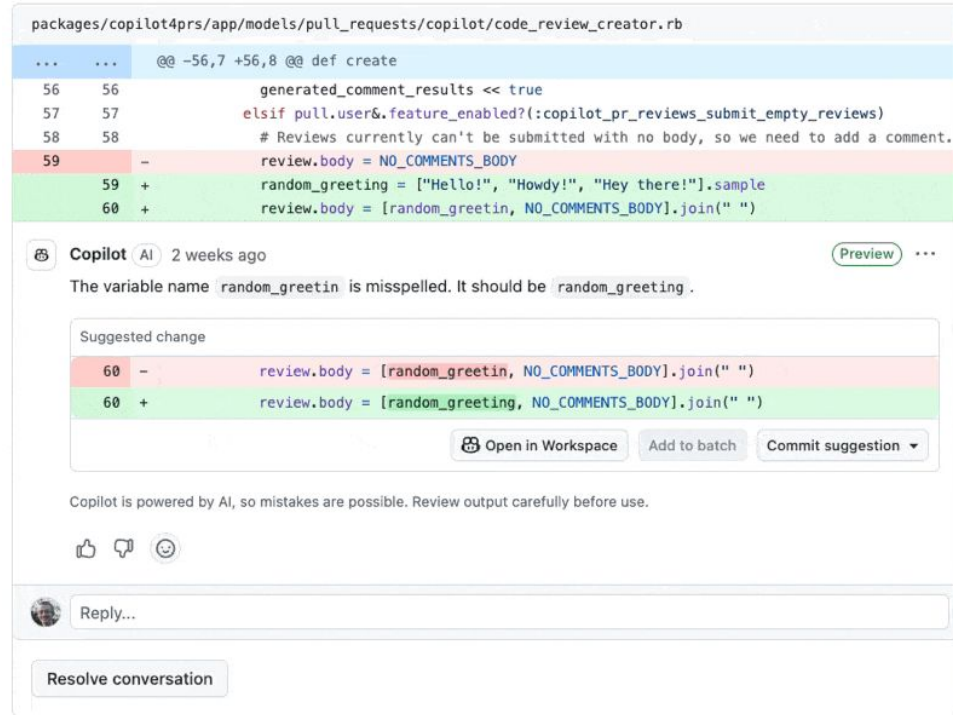 packages/copilot4prs/app/models/pull_requests/copilot/code_review_creator.rb
... ... @@ -56,7 +56,8 @@ def create
56 56 generated_comment_results << true
57 57 elsif pull.user&.feature_enabled?(:copilot_pr_reviews_submit_empty_reviews)
58 58 # Reviews currently can't be submitted with no body, so we need to add a comment.
59 - review.body = NO_COMMENTS_BODY
59 + random_greeting = ["Hello!", "Howdy!", "Hey there!"].sample
60 + review.body = [random_greetin, NO_COMMENTS_BODY].join(" ")
Copilot AI 2 weeks ago Preview ...
The variable name random_greetin is misspelled. It should be random_greeting .
Suggested change
60 - review.body = [random_greetin, NO_COMMENTS_BODY].join(" ")
60 + review.body = [random_greeting, NO_COMMENTS_BODY].join(" ")
Open in Workspace Add to batch Commit suggestion
Copilot is powered by AI, so mistakes are possible. Review output carefully before use.
Reply...
Resolve conversation